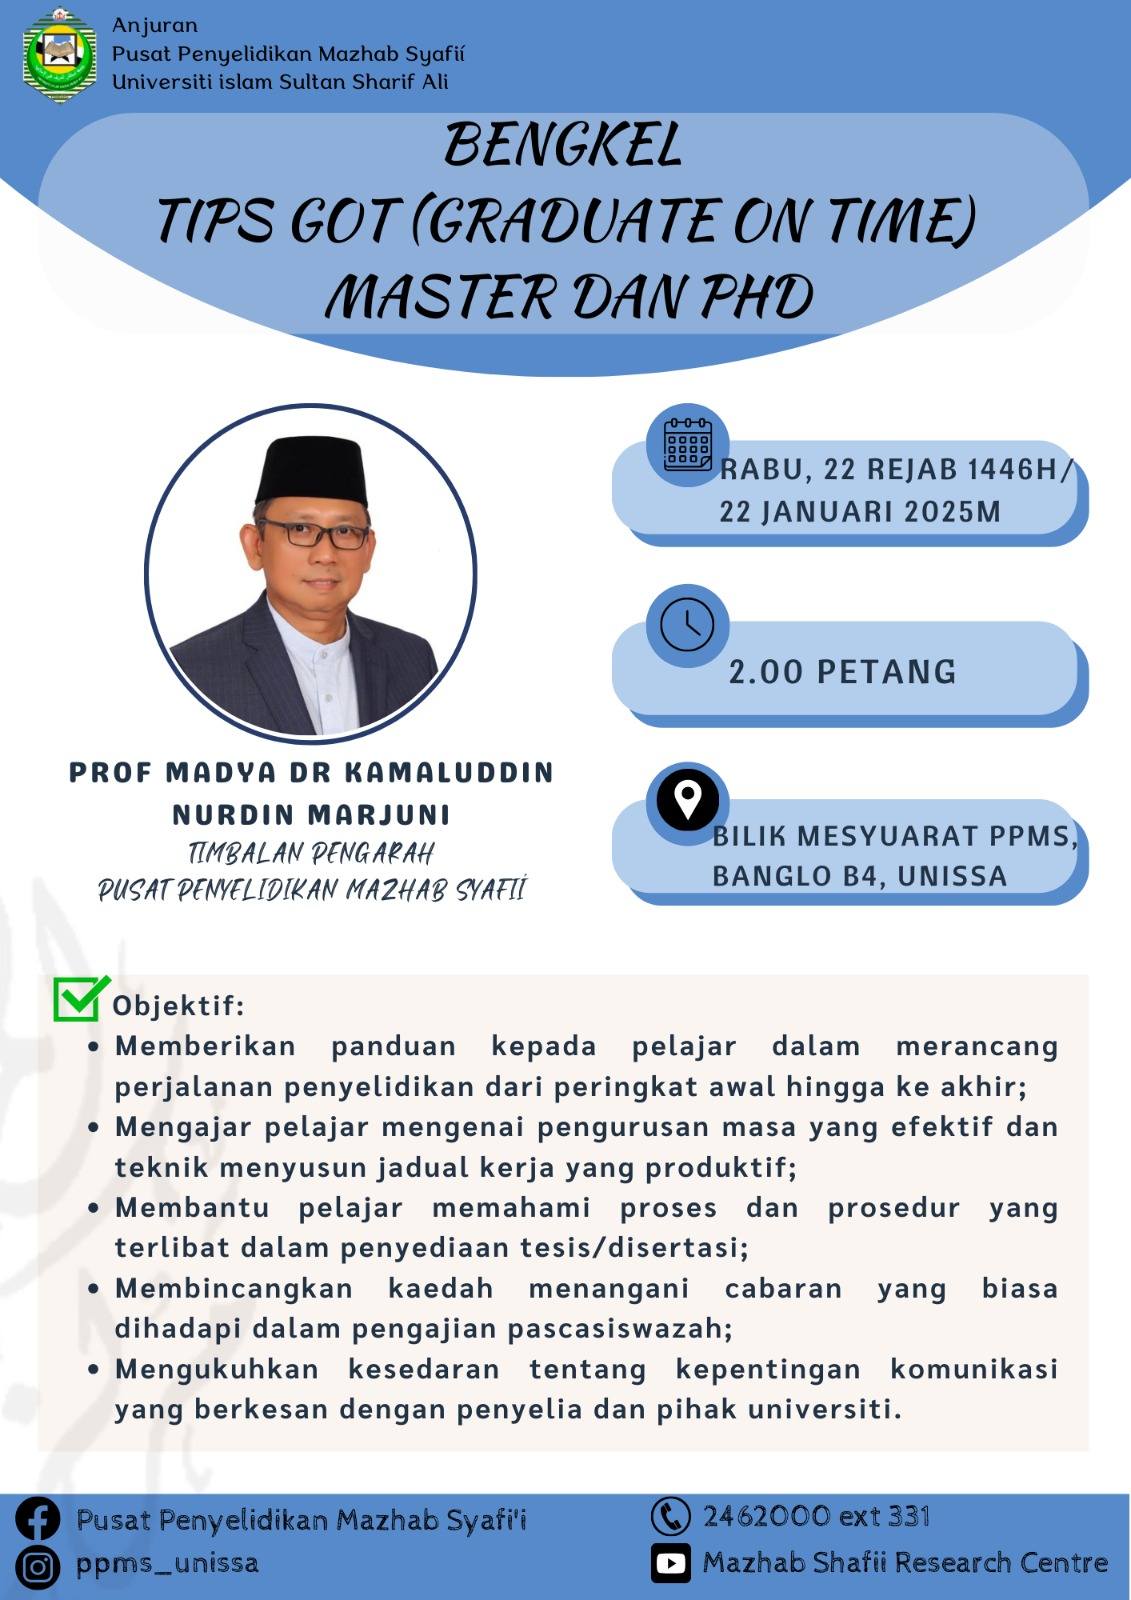 Anjuran
Pusat Penyelidikan Mazhab Syafií
Universiti islam Sultan Sharif Ali
BENGKEL
TIPS GOT (GRADUATE ON TIME)
MASTER DAN PHD
RABU, 22 REJAB 1446H/
22 JANUARI 2025M
2.00 PETANG
BILIK MESYUARAT PPMS,
BANGLO B4, UNISSA
PROF MADYA DR KAMALUDDIN
NURDIN MARJUNI
TIMBALAN PENGARAH
PUSAT PENYELIDIKAN MAZHAB SYAFIÍ
Objektif:
• Memberikan panduan kepada pelajar dalam merancang
perjalanan penyelidikan dari peringkat awal hingga ke akhir;
• Mengajar pelajar mengenai pengurusan masa yang efektif dan
teknik menyusun jadual kerja yang produktif;
• Membantu pelajar memahami proses dan prosedur yang
terlibat dalam penyediaan tesis/disertasi;
• Membincangkan kaedah menangani cabaran yang biasa
dihadapi dalam pengajian pascasiswazah;
• Mengukuhkan kesedaran tentang kepentingan komunikasi
yang berkesan dengan penyelia dan pihak universiti.
Pusat Penyelidikan Mazhab Syafi'i
ppms_unissa
2462000 ext 331
Mazhab Shafii Research Centre